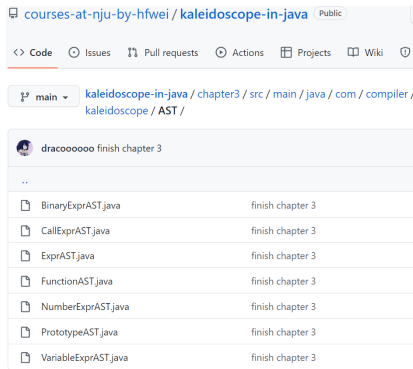 courses-at-nju-by-hfwei / kaleidoscope-in-java Public
Code Issues Pull requests Actions Projects Wiki
main kaleidoscope-in-java / chapter3 / src / main / java / com / compiler /
kaleidoscope / AST /
dracoooooo finish chapter 3
..
BinaryExprAST.java finish chapter 3
CallExprAST.java finish chapter 3
ExprAST.java finish chapter 3
FunctionAST.java finish chapter 3
NumberExprAST.java finish chapter 3
PrototypeAST.java finish chapter 3
VariableExprAST.java finish chapter 3